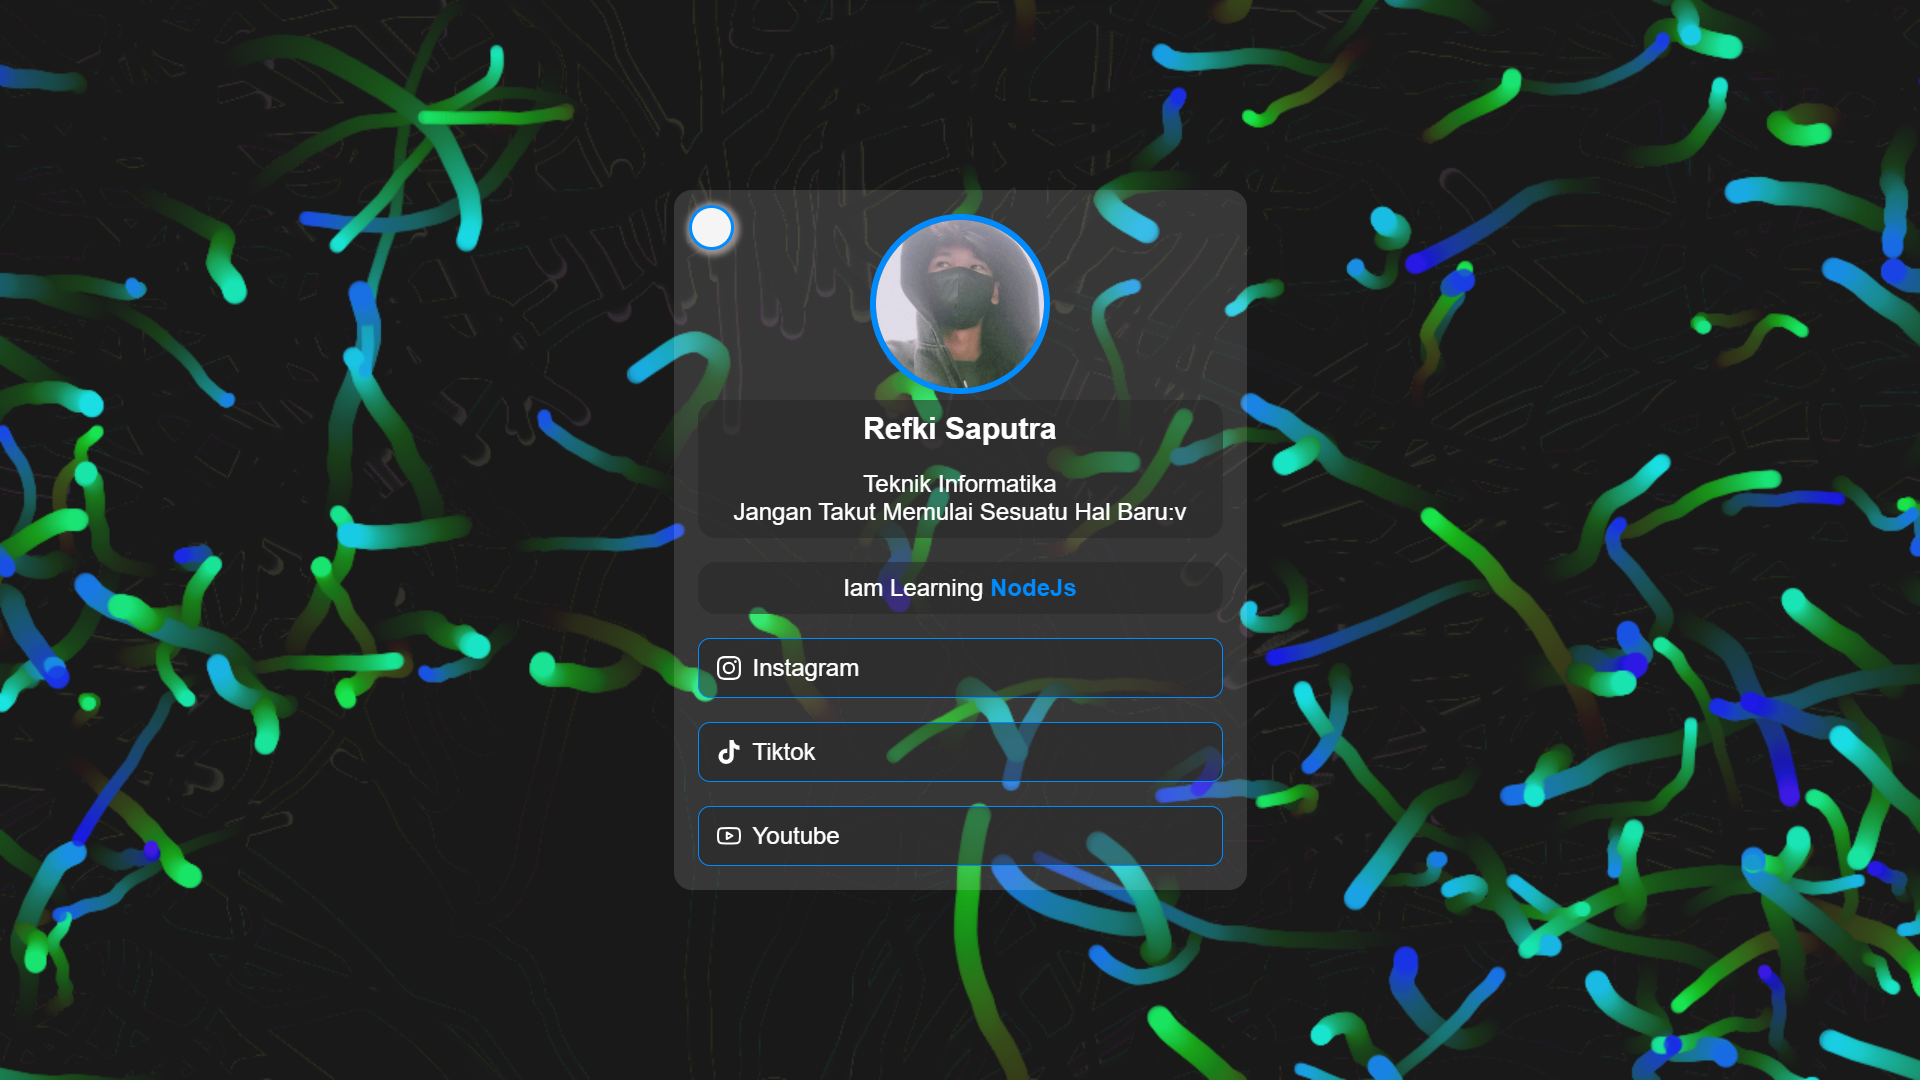 Refki Saputra
Teknik Informatika
Jangan Takut Memulai Sesuatu Hal Baru:v
Iam Learning NodeJs
Instagram
Tiktok
Youtube